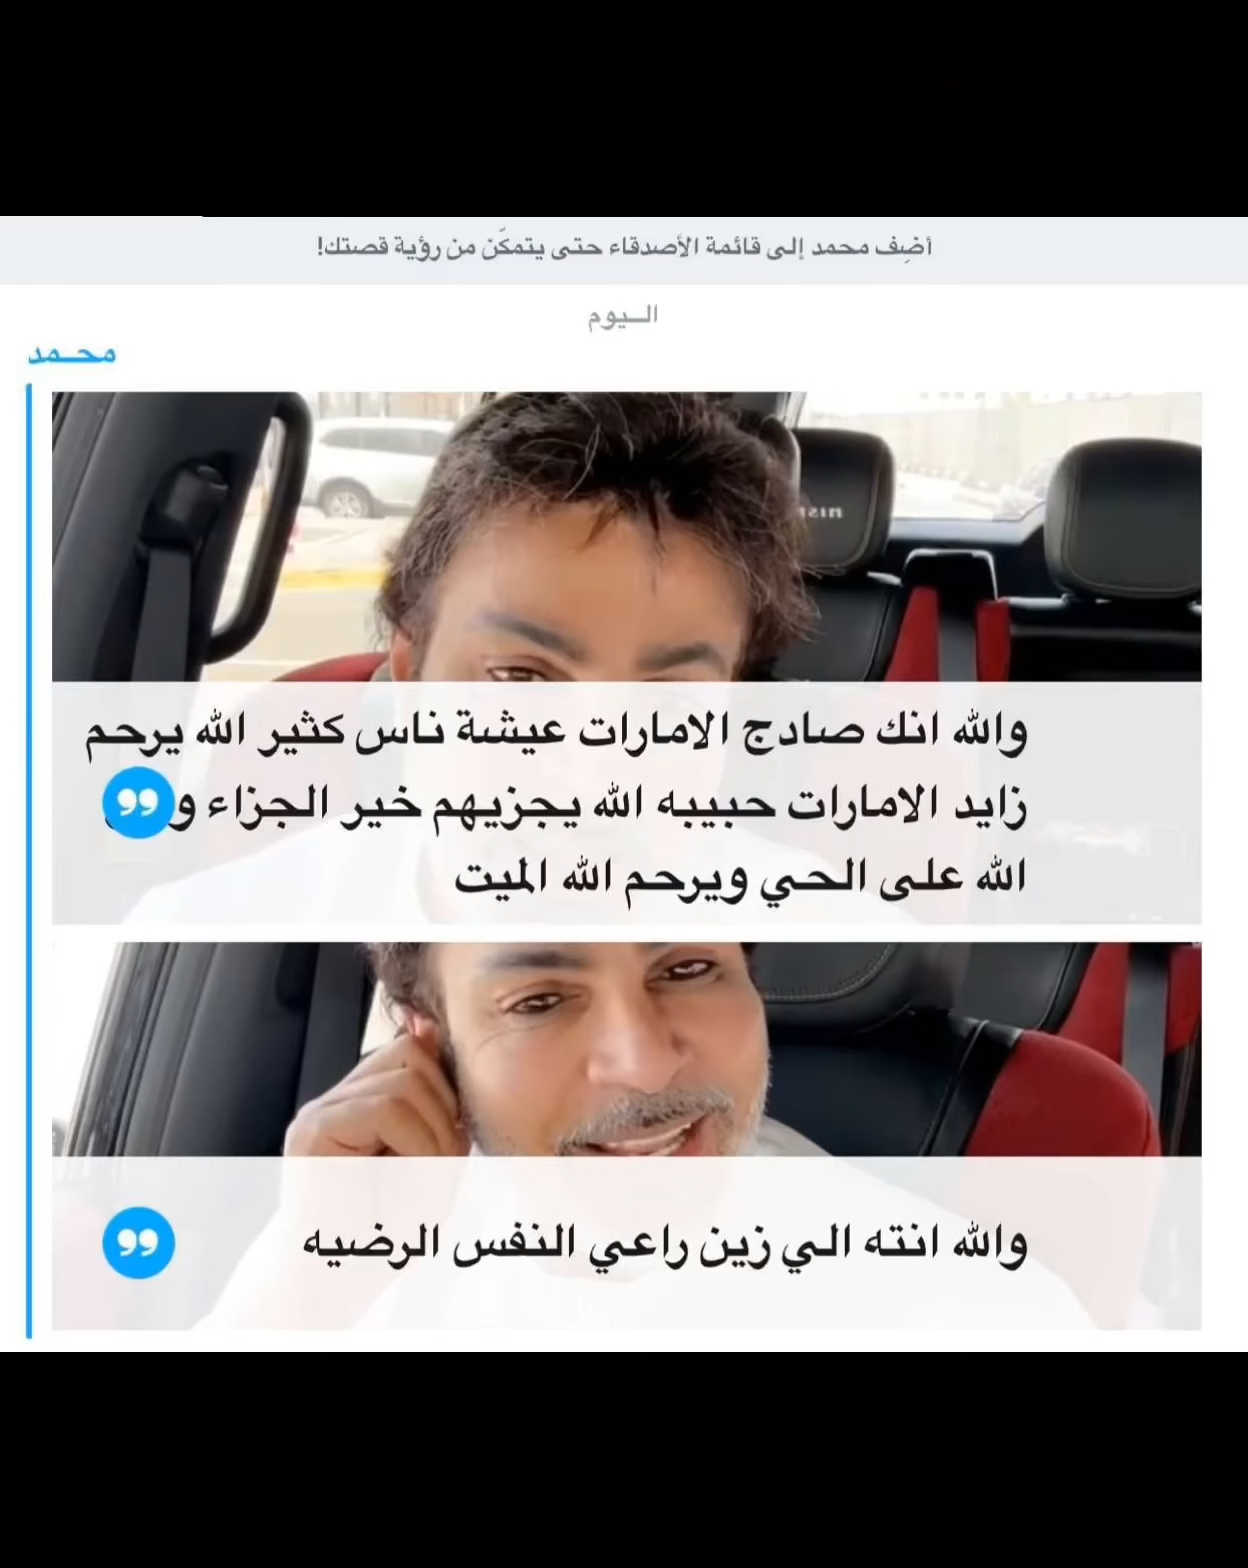 أضِف محمد إلى قائمة الأصدقاء حتى يتمكّن من رؤية قصتك!
اليوم
محمد
والله انك صادج الامارات عيشة ناس كثير الله يرحم
زايد الامارات حبيبه الله يجزيهم خير الجزاء و
الله على الحي ويرحم الله الميت
والله انته الي زين راعي النفس الرضيه